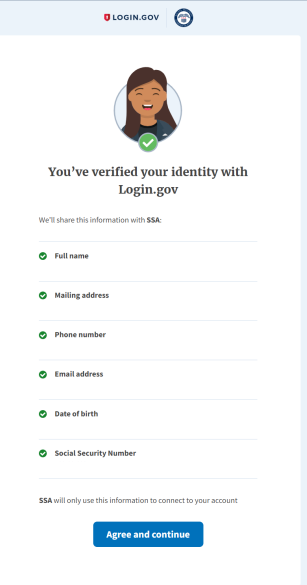 LOGIN.GOV
You've verified your identity with
Login.gov
We'll share this information with SSA:
Full name
Mailing address
Phone number
Email address
Date of birth
Social Security Number
SSA will only use this information to connect to your account
Agree and continue